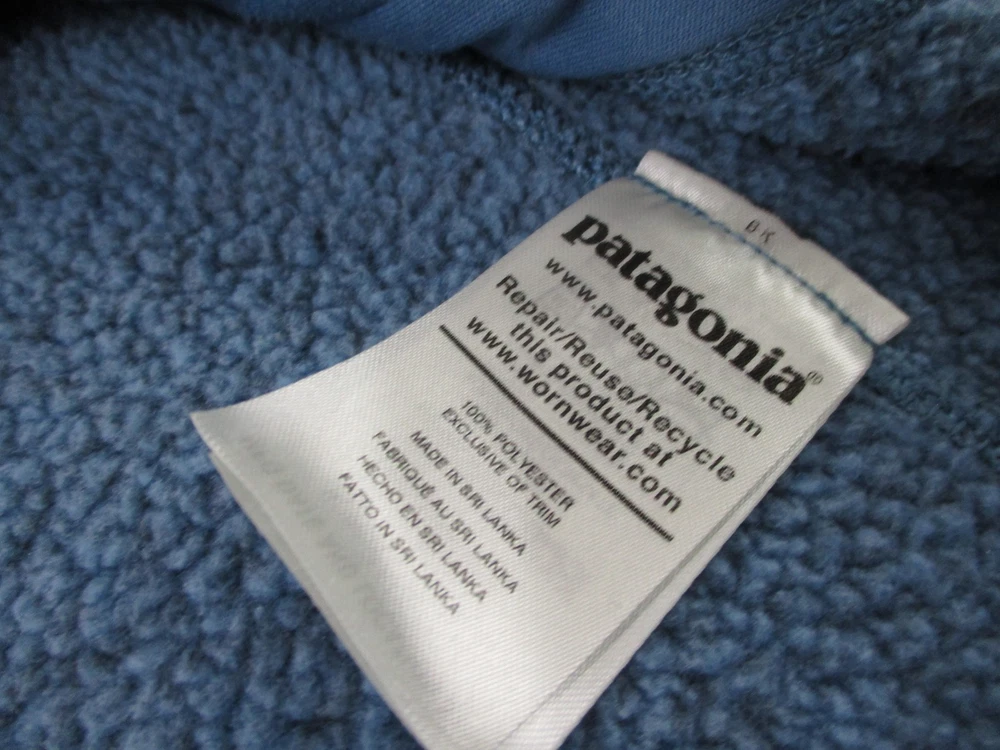 BK
patagonia®
www.patagonia.com
Repair/Reuse/Recycle
this product at
www.wornwear.com
100% POLYESTER
EXCLUSIVE OF TRIM
MADE IN SRI LANKA
FABRIQUÉ AU SRI LANKA
HECHO EN SRI LANKA
FATTO IN SRI LANKA